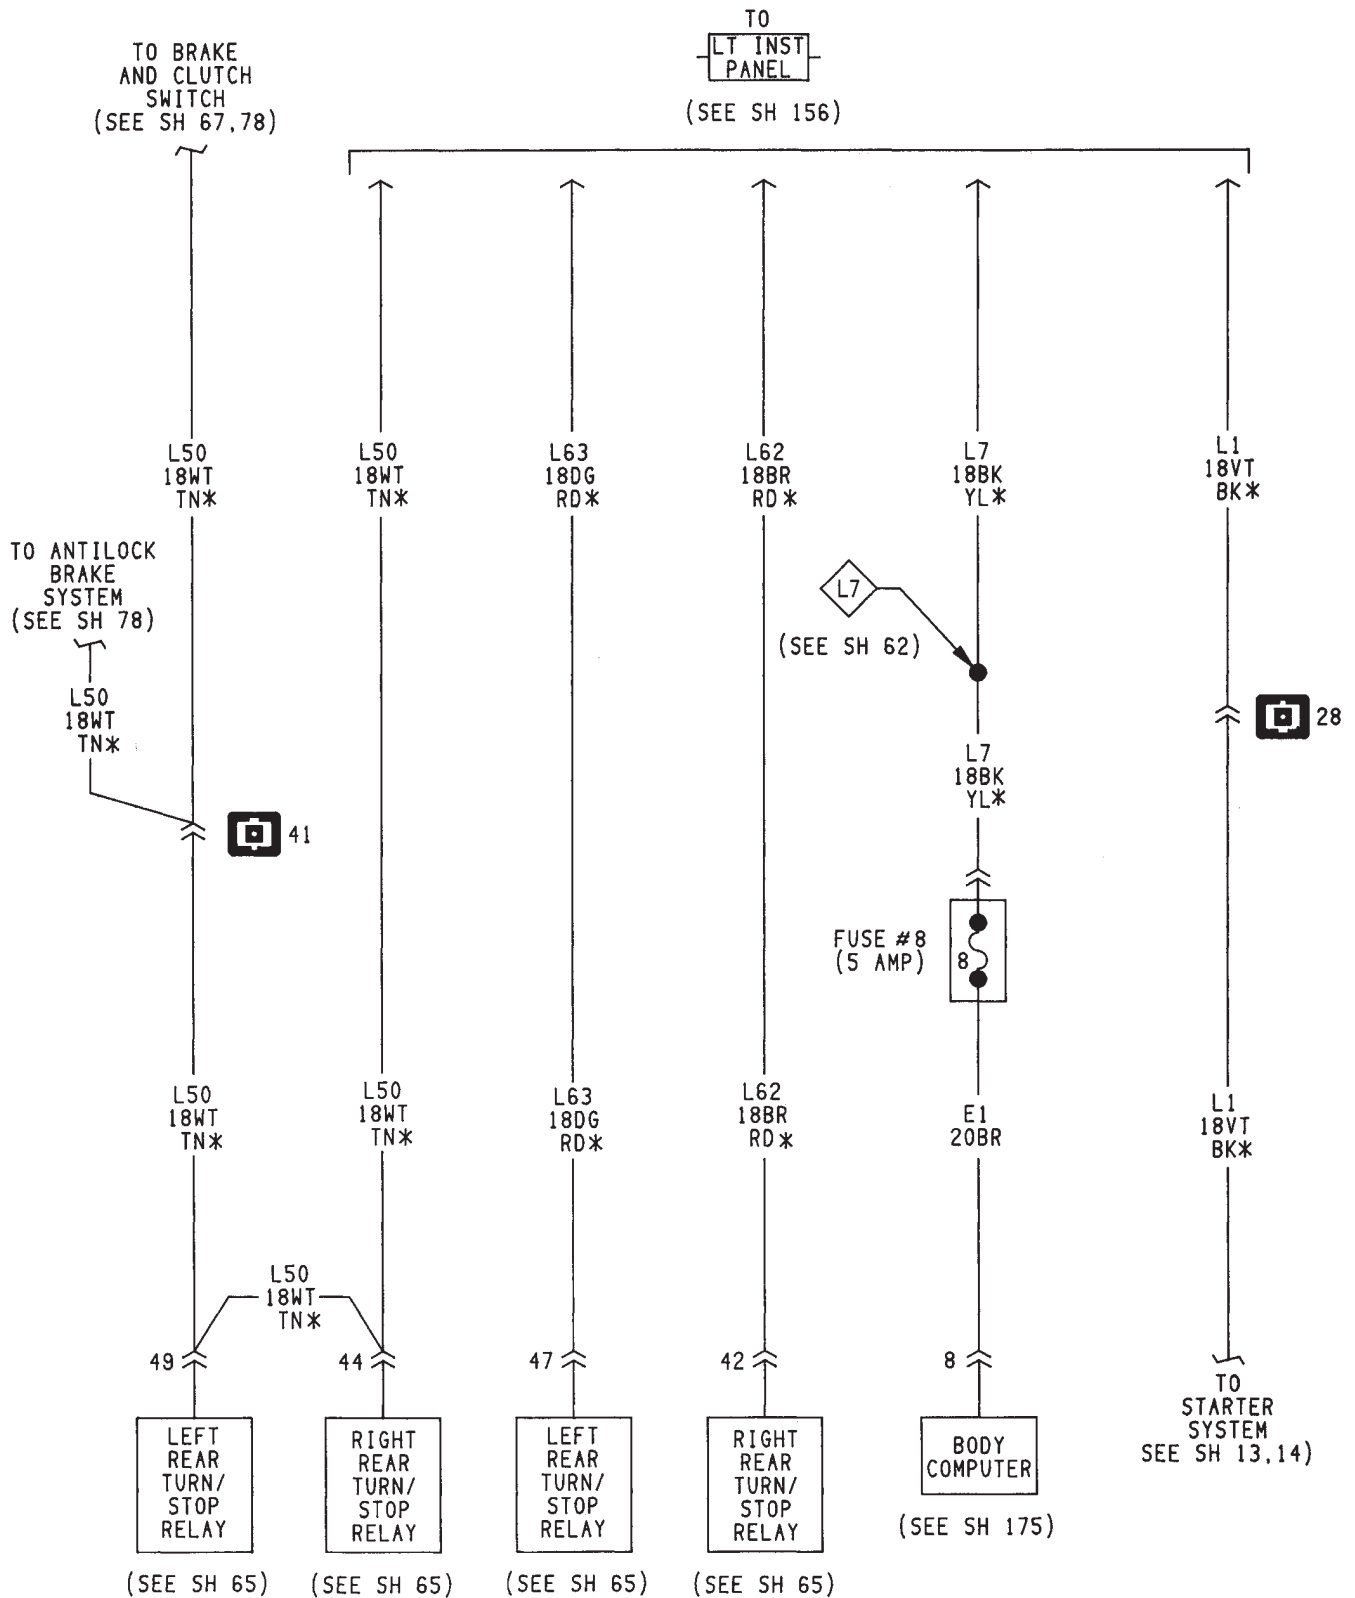 TO
LT INST
PANEL
(SEE SH 156)
TO BRAKE
AND CLUTCH
SWITCH
(SEE SH 67,78)
L50
18WT
TN*
L50
18WT
TN*
L63
18DG
RD*
L62
18BR
RD*
L7
18BK
YL*
L1
18VT
BK*
TO ANTILOCK
BRAKE
SYSTEM
(SEE SH 78)
L50
18WT
TN*
L7
(SEE SH 62)
28
L7
18BK
YL*
41
FUSE #8
(5 AMP)
8
L50
18WT
TN*
L50
18WT
TN*
L63
18DG
RD*
L62
18BR
RD*
E1
20BR
L1
18VT
BK*
L50
18WT
TN*
49
44
47
42
8
TO
STARTER
SYSTEM
SEE SH 13,14)
LEFT
REAR
TURN/
STOP
RELAY
(SEE SH 65)
RIGHT
REAR
TURN/
STOP
RELAY
(SEE SH 65)
LEFT
REAR
TURN/
STOP
RELAY
(SEE SH 65)
RIGHT
REAR
TURN/
STOP
RELAY
(SEE SH 65)
BODY
COMPUTER
(SEE SH 175)